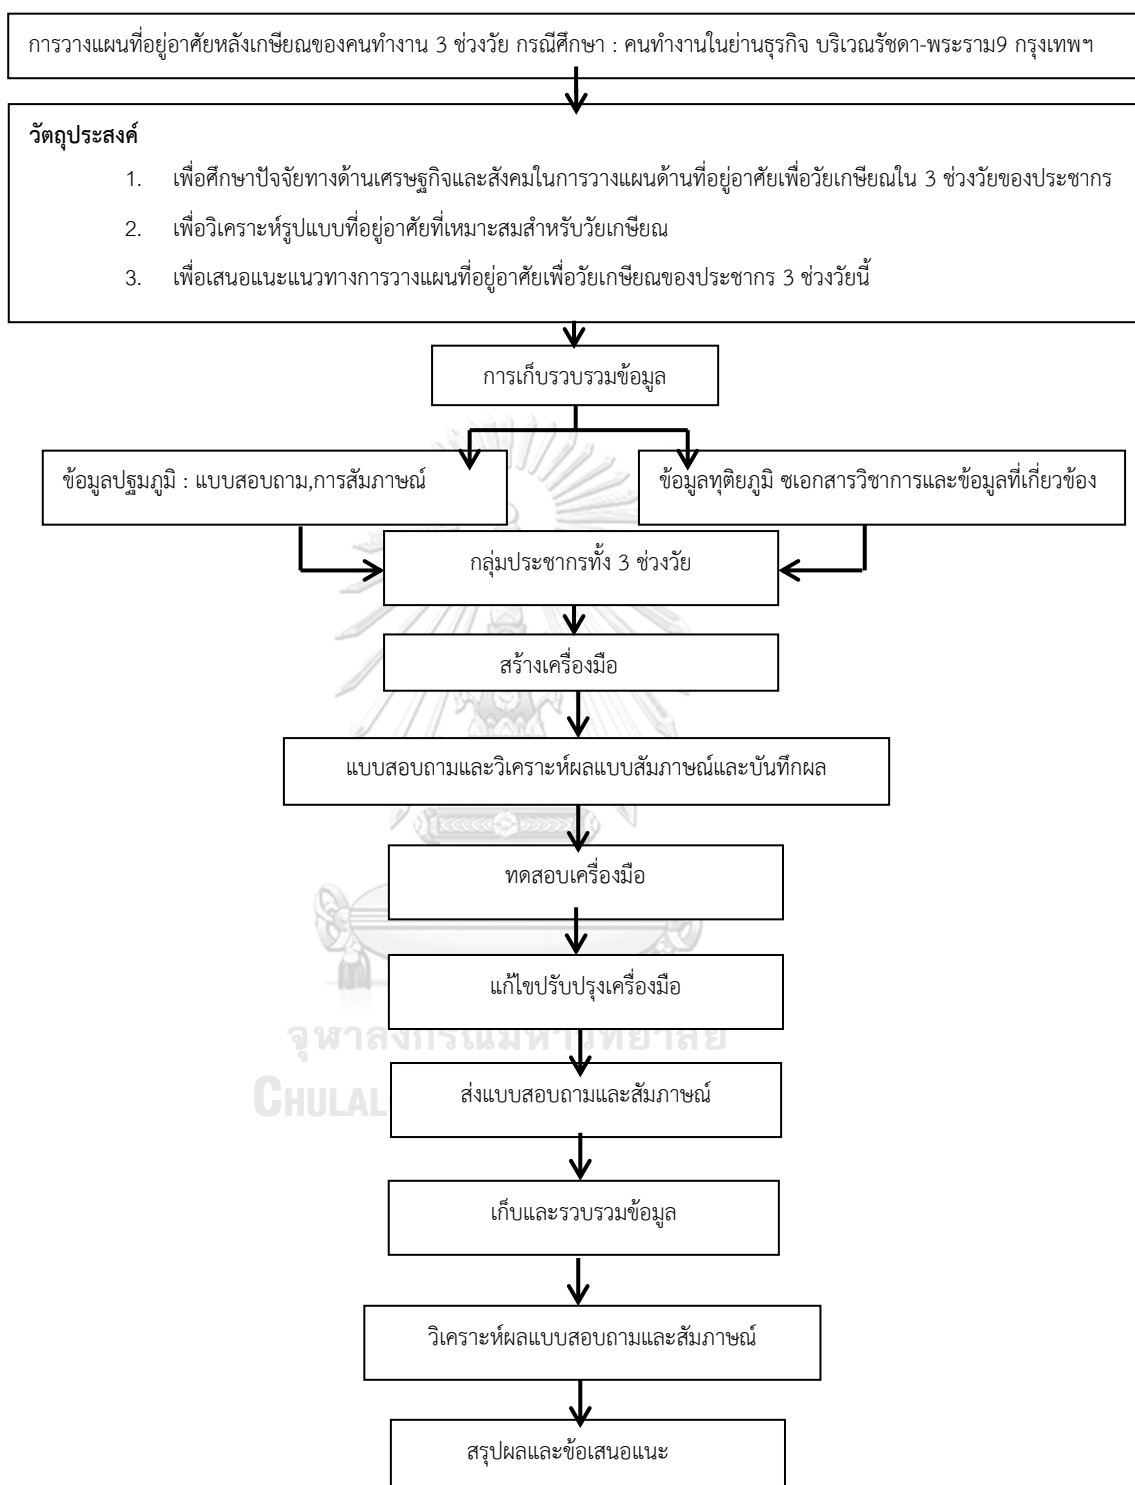 การวางแผนที่อยู่อาศัยหลังเกษียณของคนทำงาน 3 ช่วงวัย กรณีศึกษา : คนทำงานในย่านธุรกิจ บริเวณรัชดา-พระราม9 กรุงเทพฯ
วัตถุประสงค์
1. เพื่อศึกษาปัจจัยทางด้านเศรษฐกิจและสังคมในการวางแผนด้านที่อยู่อาศัยเพื่อวัยเกษียณใน 3 ช่วงวัยของประชากร
2. เพื่อวิเคราะห์รูปแบบที่อยู่อาศัยที่เหมาะสมสำหรับวัยเกษียณ
3. เพื่อเสนอแนะแนวทางการวางแผนที่อยู่อาศัยเพื่อวัยเกษียณของประชากร 3 ช่วงวัยนี้
การเก็บรวบรวมข้อมูล
ข้อมูลปฐมภูมิ : แบบสอบถาม,การสัมภาษณ์
ข้อมูลทุติยภูมิ ซเอกสารวิชาการและข้อมูลที่เกี่ยวข้อง
กลุ่มประชากรทั้ง 3 ช่วงวัย
สร้างเครื่องมือ
แบบสอบถามและวิเคราะห์ผลแบบสัมภาษณ์และบันทึกผล
ทดสอบเครื่องมือ
แก้ไขปรับปรุงเครื่องมือ
จุฬาลงกรณ์มหาวิทยาลัย
CHULAL
ส่งแบบสอบถามและสัมภาษณ์
เก็บและรวบรวมข้อมูล
วิเคราะห์ผลแบบสอบถามและสัมภาษณ์
สรุปผลและข้อเสนอแนะ